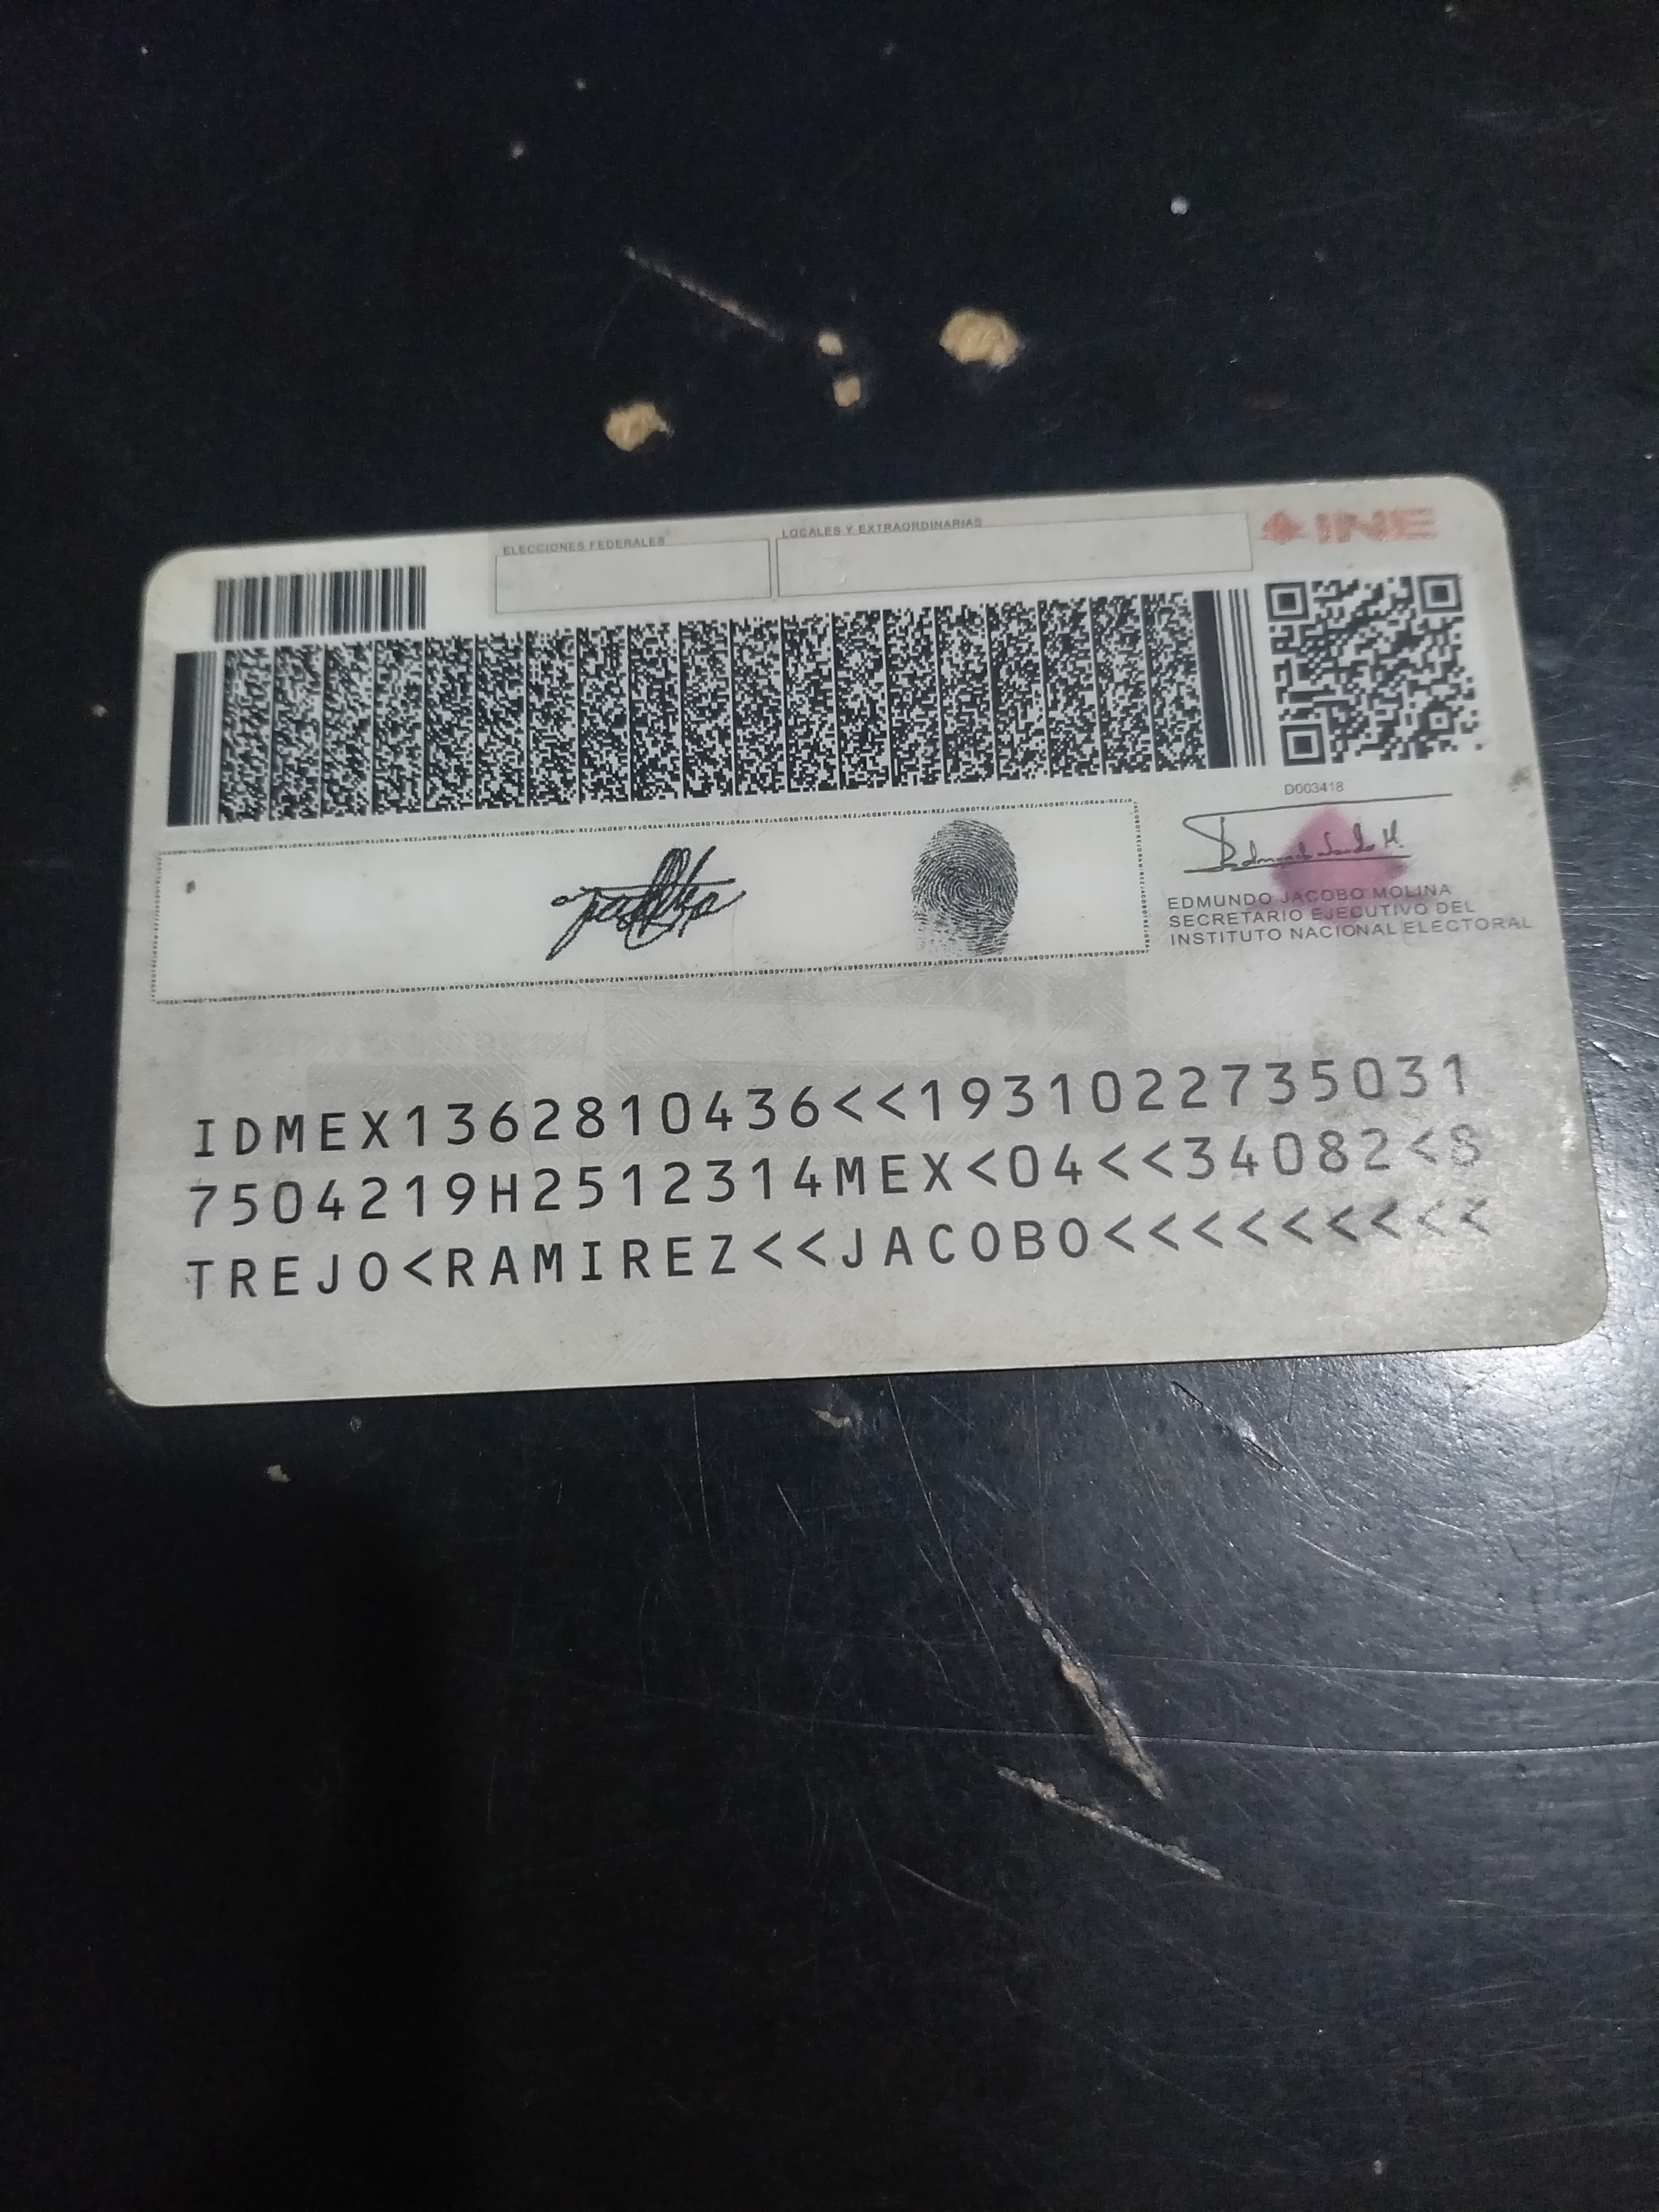 ELECCIONES FEDERALES
LOCALES Y EXTRAORDINARIAS
INE
D003418
EDMUNDO JACOBO MOLINA
SECRETARIO EJECUTIVO DEL
INSTITUTO NACIONAL ELECTORAL
IDMEX1362810436<<1931022735031
7504219H2512314MEX<04<<34082<8
TREJO<RAMIREZ<<JACOBO<<<<<<<<<